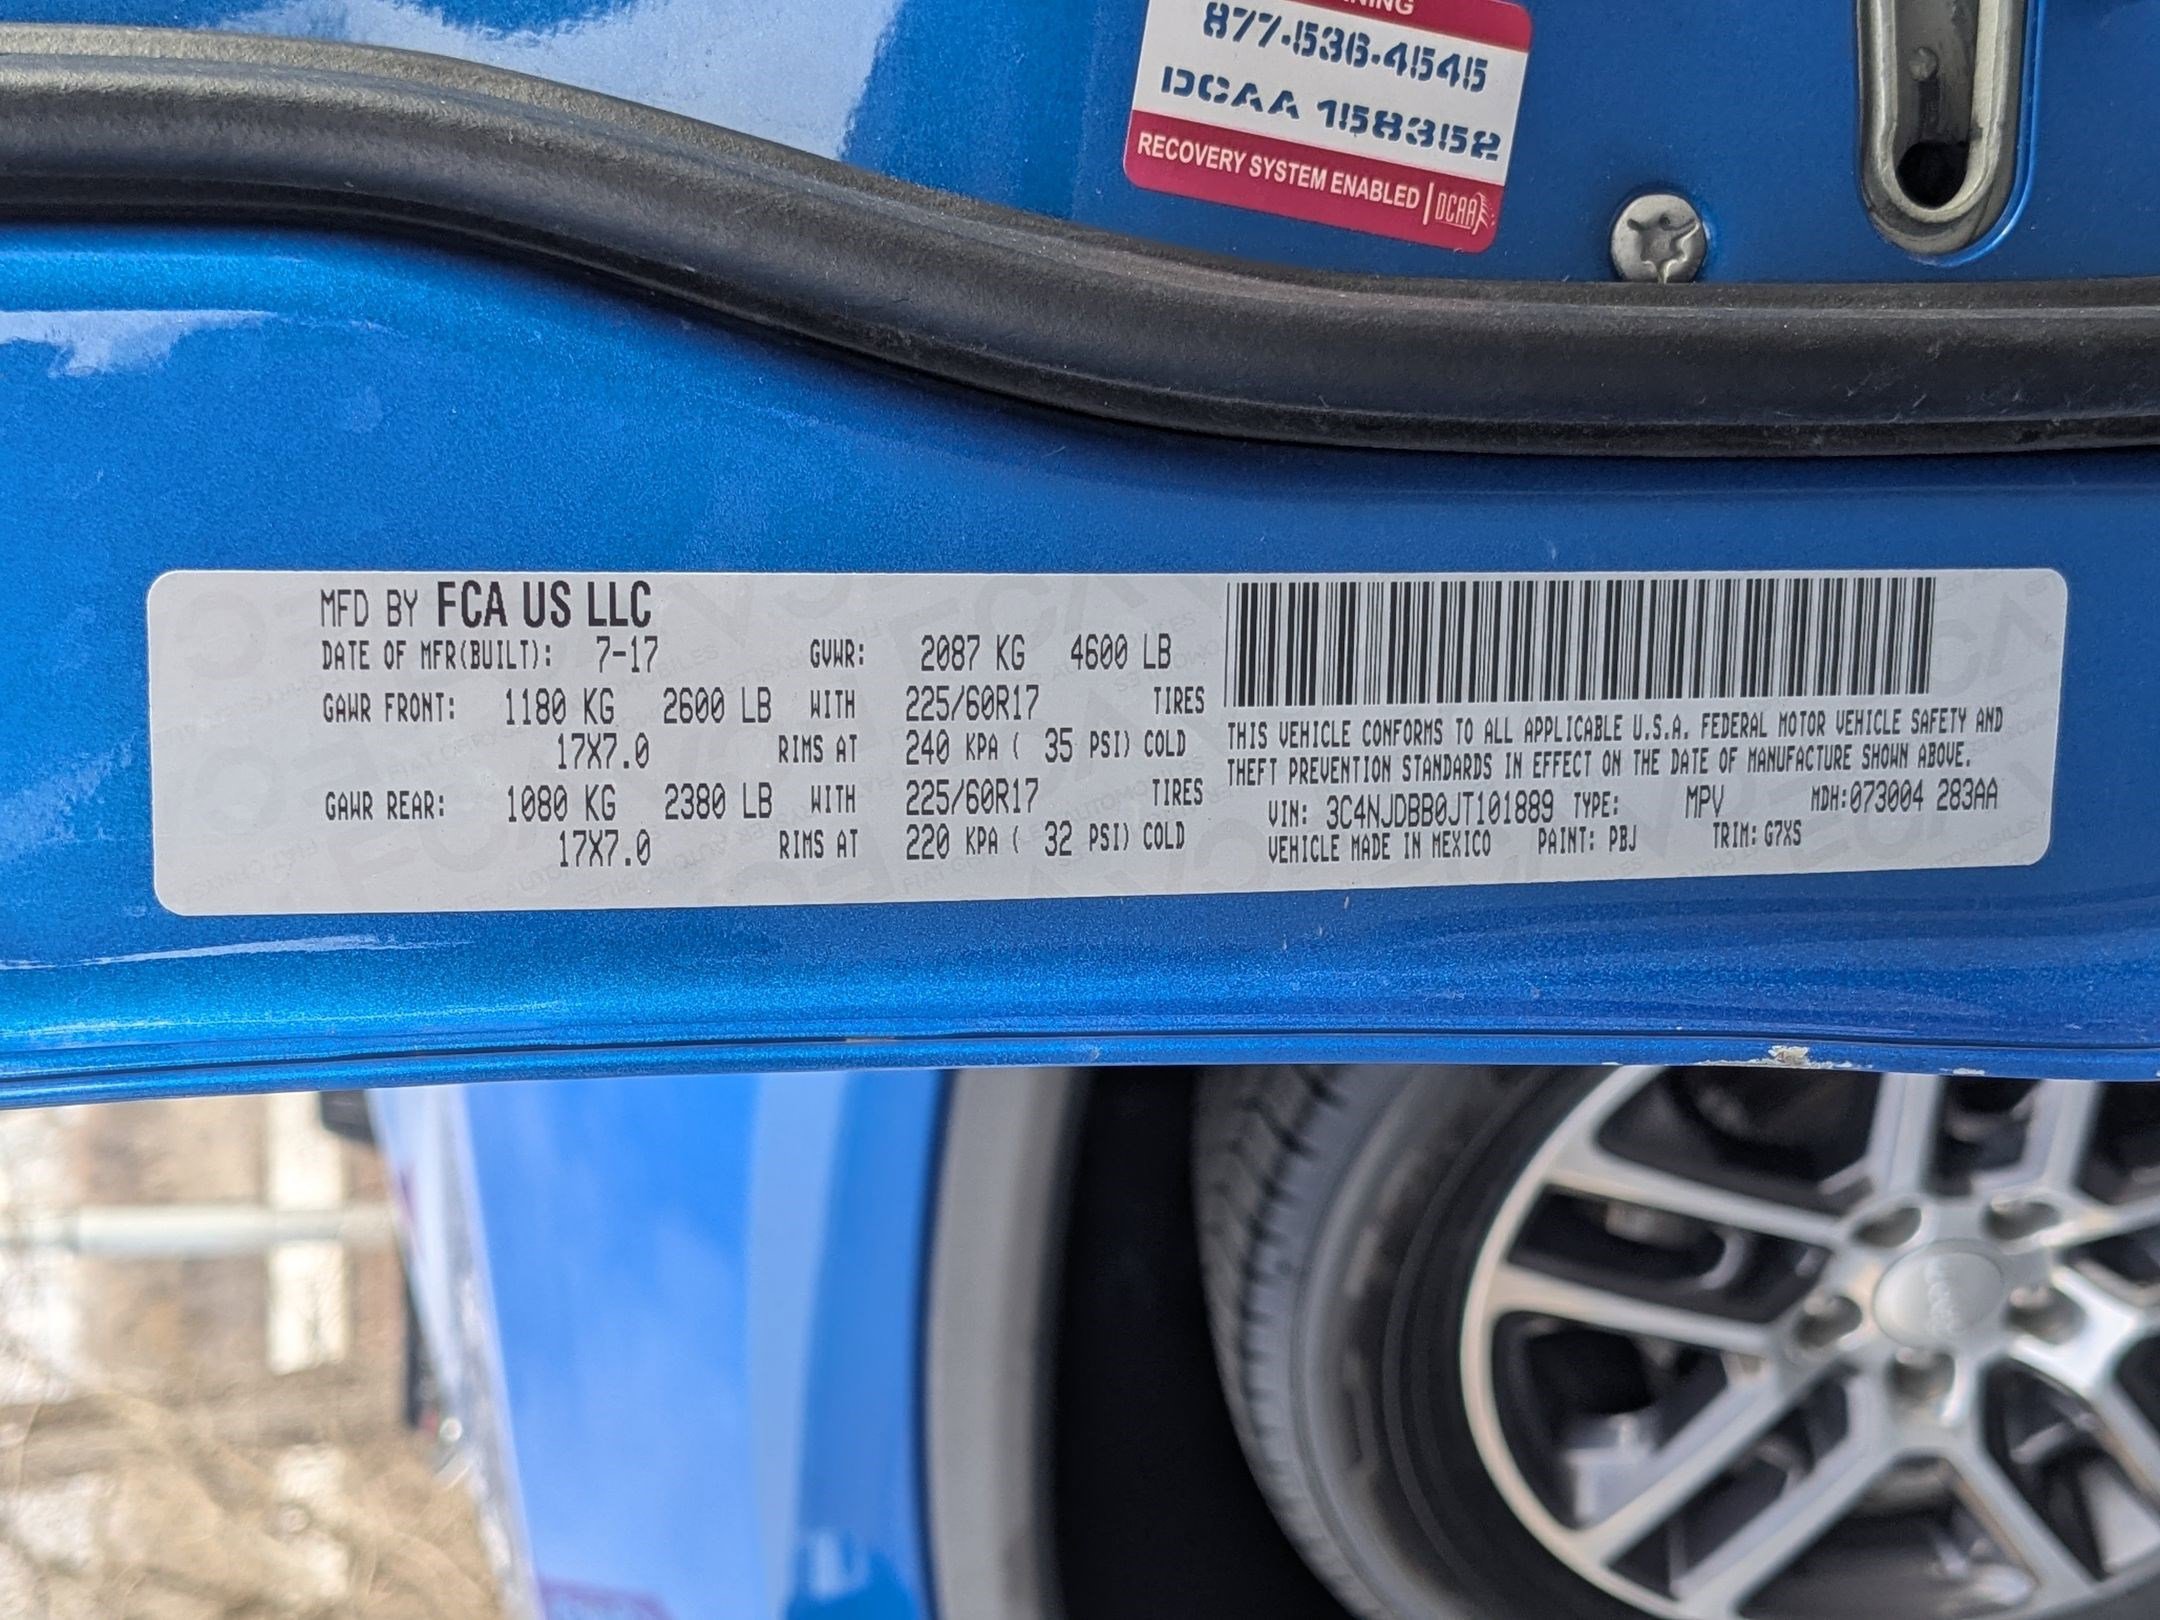 877.536.4545
DCAA 158352
RECOVERY SYSTEM ENABLED | DCAA
MFD BY FCA US LLC
DATE OF MFR(BUILT): 7-17 GVWR: 2087 KG 4600 LB
GAWR FRONT: 1180 KG 2600 LB WITH 225/60R17 TIRES
17X7.0 RIMS AT 240 KPA ( 35 PSI) COLD
GAWR REAR: 1080 KG 2380 LB WITH 225/60R17 TIRES
17X7.0 RIMS AT 220 KPA ( 32 PSI) COLD
THIS VEHICLE CONFORMS TO ALL APPLICABLE U.S.A. FEDERAL MOTOR VEHICLE SAFETY AND
THEFT PREVENTION STANDARDS IN EFFECT ON THE DATE OF MANUFACTURE SHOWN ABOVE.
VIN: 3C4NJDBB0JT101889 TYPE: MPV MDH:073004 283AA
VEHICLE MADE IN MEXICO PAINT: PBJ TRIM: G7XS
Jeep